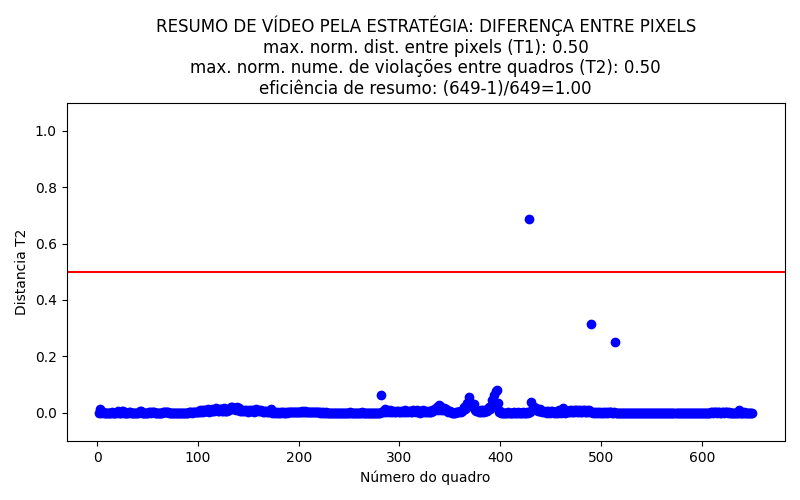 RESUMO DE VÍDEO PELA ESTRATÉGIA: DIFERENÇA ENTRE PIXELS
max. norm. dist. entre pixels (T1): 0.50
max. norm. nume. de violações entre quadros (T2): 0.50
eficiência de resumo: (649-1)/649=1.00
1.0
0.8
0.6
0.4
0.2
0.0
Distancia T2
0 100 200 300 400 500 600
Número do quadro